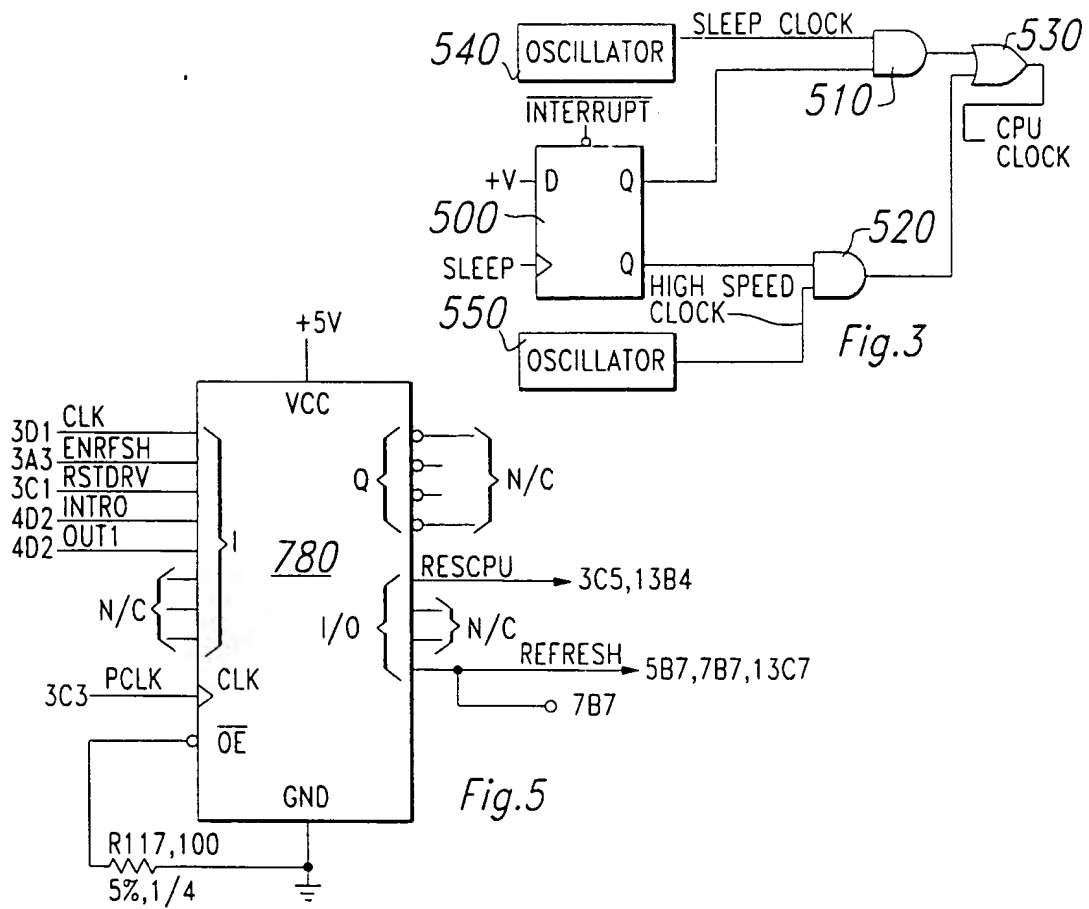 SLEEP CLOCK
530
540
OSCILLATOR
510
INTERRUPT
CPU
CLOCK
+V
D
Q
500
520
SLEEP
Q
HIGH SPEED
CLOCK
550
OSCILLATOR
Fig.3
+5V
VCC
3D1 CLK
3A3 ENRFSH
3C1 RSTDRV
4D2 INTRO
4D2 OUT1
I
Q
N/C
780
RESCPU
3C5,13B4
N/C
I/O
N/C
REFRESH
5B7,7B7,13C7
3C3 PCLK
CLK
7B7
OE
GND
Fig.5
R117,100
5%,1/4